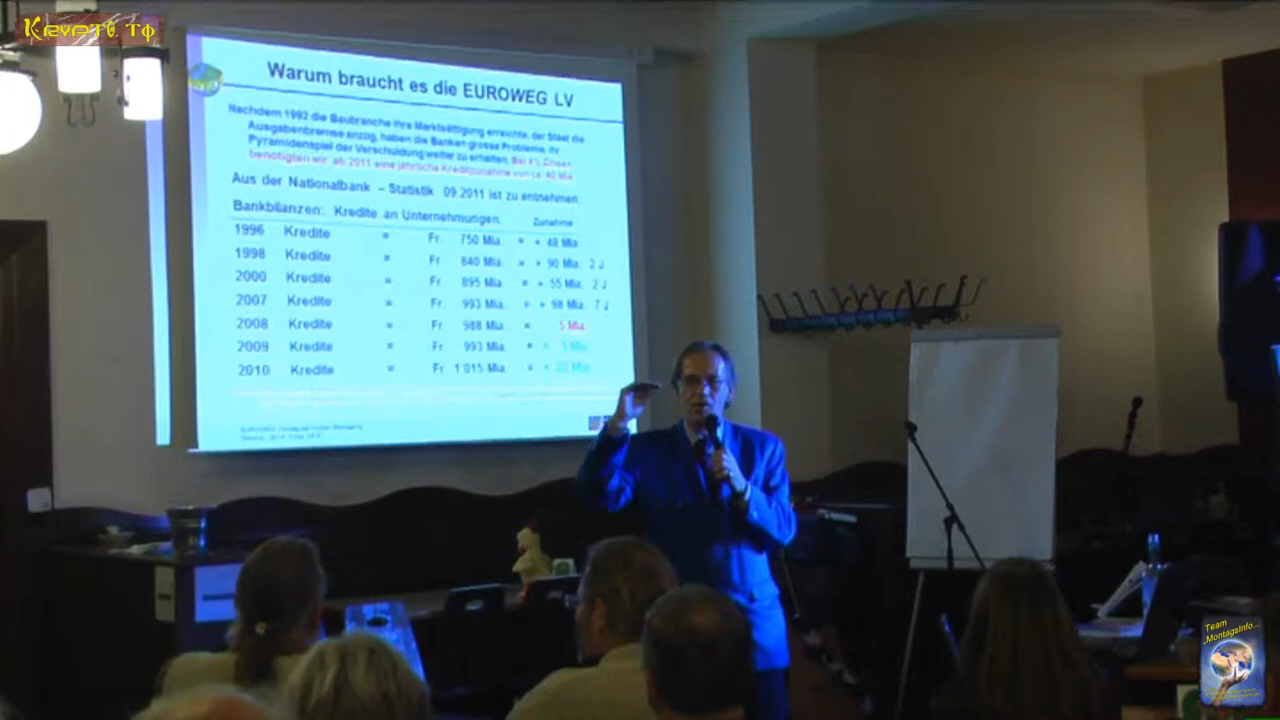 Krypt0.Tφ
Warum braucht es die EUROWEG LV
Nachdem 1992 die Baubranche ihre Marktsättigung erreichte, der Staat die
Ausgabenbremse anzog, haben die Banken grosse Probleme, ihr
Pyramidenspiel der Verschuldung weiter zu erhalten. Bei 4% Zinsen
benötigten wir ab 2011 eine jährliche Kreditzunahme von ca. 40 Mia.
Aus der Nationalbank – Statistik 09.2011 ist zu entnehmen:
Bankbilanzen: Kredite an Unternehmungen. Zunahme
1996 Kredite = Fr. 750 Mia. = + 48 Mia.
1998 Kredite = Fr. 840 Mia. = + 90 Mia. 2 J
2000 Kredite = Fr. 895 Mia. = + 55 Mia. 2 J
2007 Kredite = Fr. 993 Mia. = + 98 Mia. 7 J
2008 Kredite = Fr. 988 Mia. = 5 Mia.
2009 Kredite = Fr. 993 Mia. = + 5 Mia.
2010 Kredite = Fr. 1'015 Mia. = + 22 Mia.
Team
„MontagsInfo...